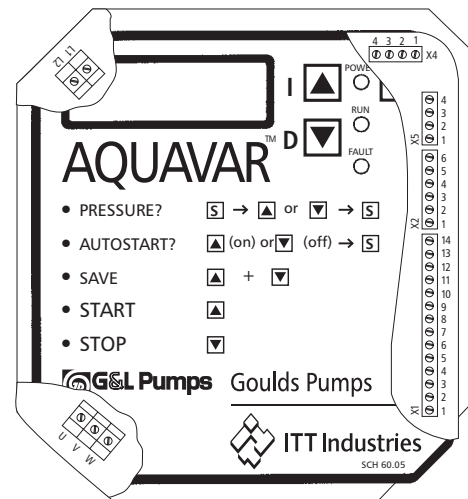 4 3 2 1 X4
L2 L1
I POWE
RUN
D
FAULT
X5 4 3 2 1
AQUAVAR™
X2 6 5 4 3 2 1
• PRESSURE? S → ▲ or ▼ → S
• AUTOSTART? ▲ (on) or ▼ (off) → S
• SAVE ▲ + ▼
• START ▲
• STOP ▼
X1 14 13 12 11 10 9 8 7 6 5 4 3 2 1
G&L Pumps Goulds Pumps
U V W
ITT Industries
SCH 60.05